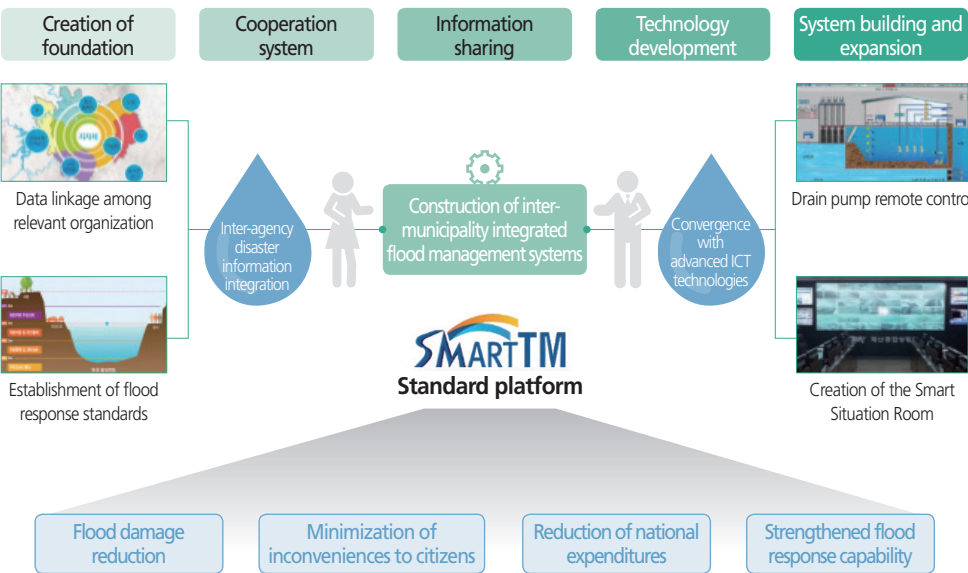 Creation of
foundation
Cooperation
system
Information
sharing
Technology
development
System building and
expansion
지자체
Data linkage among
relevant organization
Establishment of flood
response standards
Inter-agency
disaster
information
integration
Construction of inter-
municipality integrated
flood management systems
Convergence
with
advanced ICT
technologies
Drain pump remote contro
Creation of the Smart
Situation Room
SMARTTM
Standard platform
Flood damage
reduction
Minimization of
inconveniences to citizens
Reduction of national
expenditures
Strengthened flood
response capability